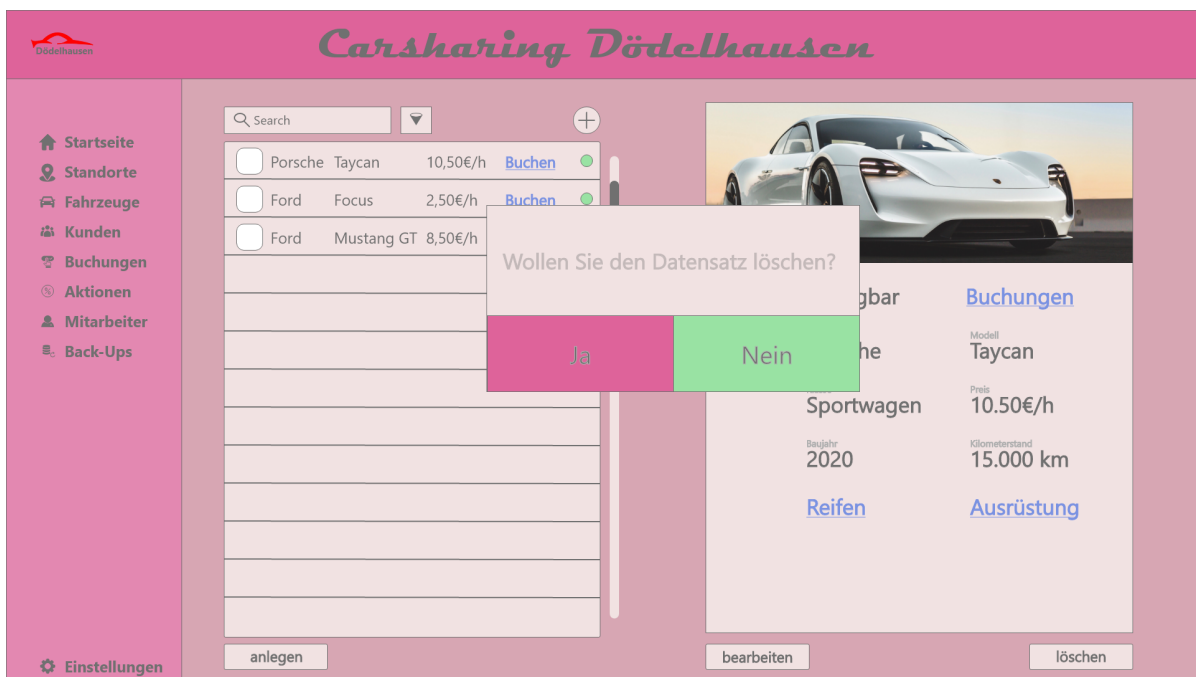 Dödelhausen
Carsharing Dödelhausen
Startseite
Standorte
Fahrzeuge
Kunden
Buchungen
Aktionen
Mitarbeiter
Back-Ups
Einstellungen
Search
Porsche Taycan 10,50€/h Buchen
Ford Focus 2,50€/h Buchen
Ford Mustang GT 8,50€/h
anlegen
Wollen Sie den Datensatz löschen?
Ja Nein
Buchungen
Modell
Taycan
Preis
Sportwagen 10.50€/h
Baujahr Kilometerstand
2020 15.000 km
Reifen Ausrüstung
bearbeiten löschen